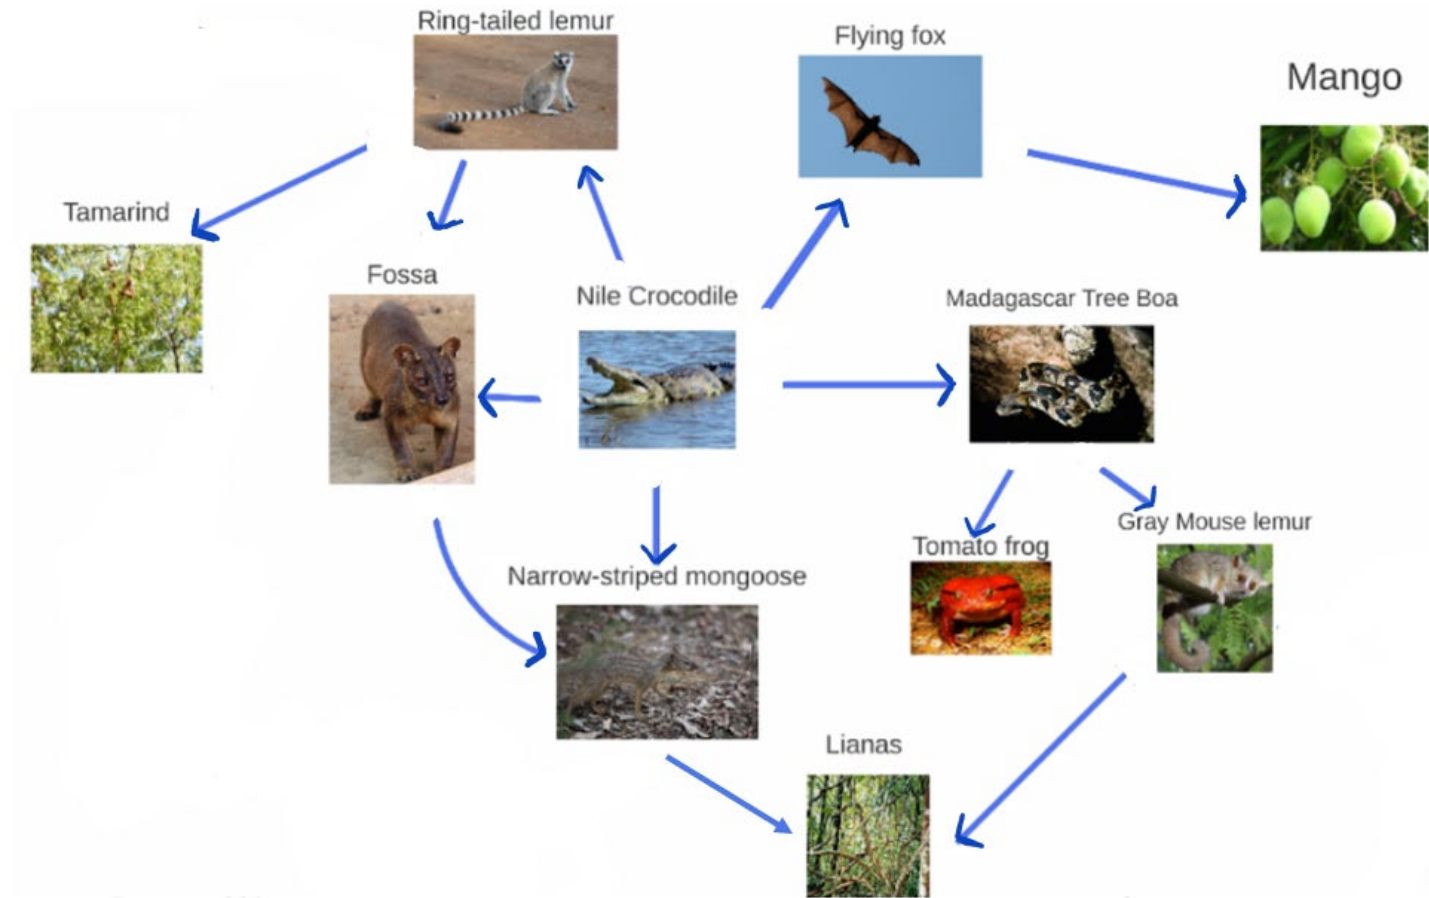 Ring-tailed lemur
Flying fox
Mango
Tamarind
Fossa
Nile Crocodile
Madagascar Tree Boa
Gray Mouse lemur
Tomato frog
Narrow-striped mongoose
Lianas